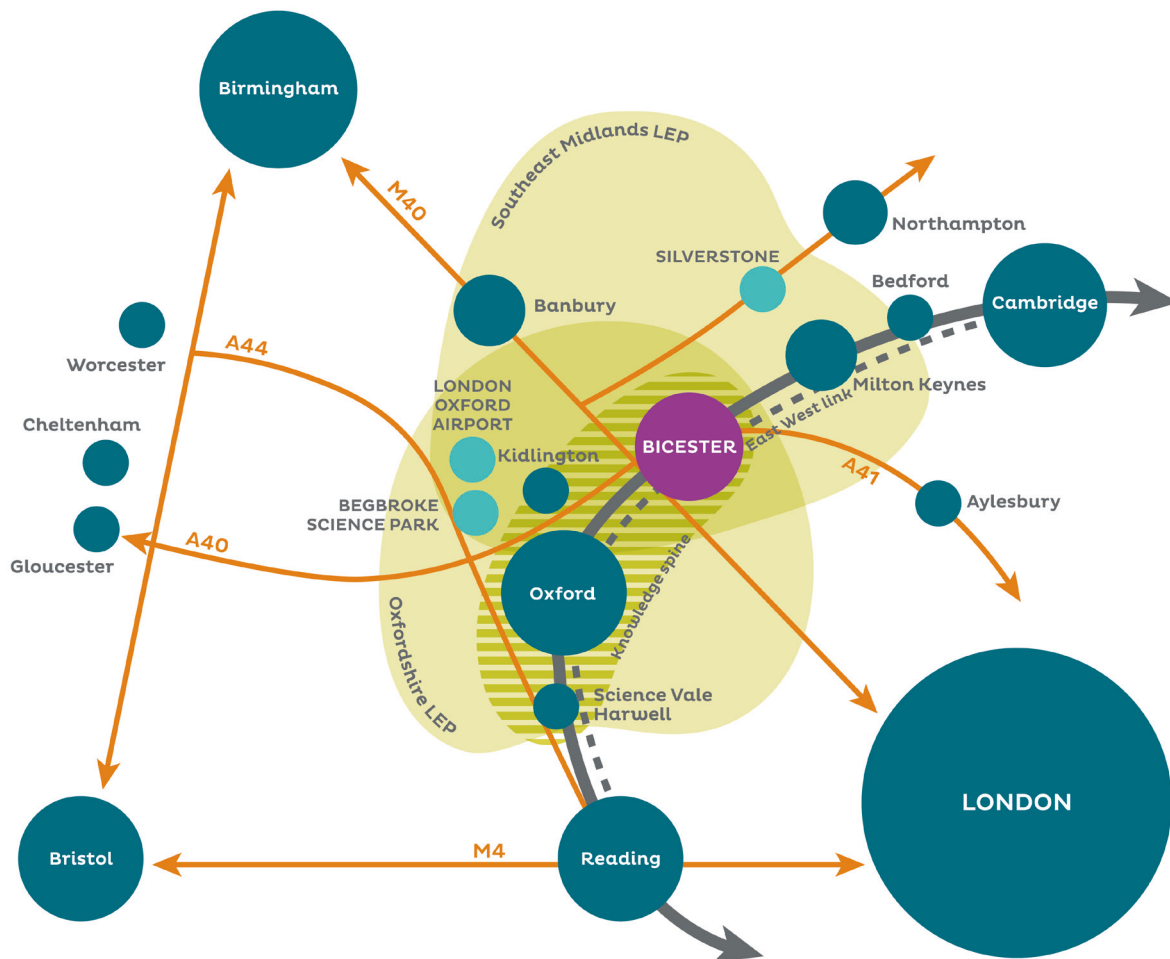 Birmingham
Southeast Midlands LEP
M40
Northampton
SILVERSTONE
Bedford
Cambridge
Banbury
Worcester
A44
LONDON
OXFORD
AIRPORT
Milton Keynes
East West link
Cheltenham
Kidlington
BICESTER
A41
Aylesbury
BEGBROKE
SCIENCE PARK
A40
Gloucester
Oxford
Knowledge spine
Oxfordshire LEP
Science Vale
Harwell
LONDON
M4
Bristol
Reading